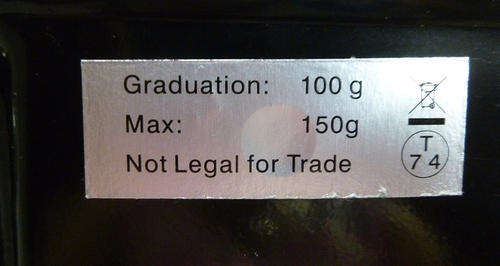 Graduation: 100 g
Max: 150g
Not Legal for Trade
T
74